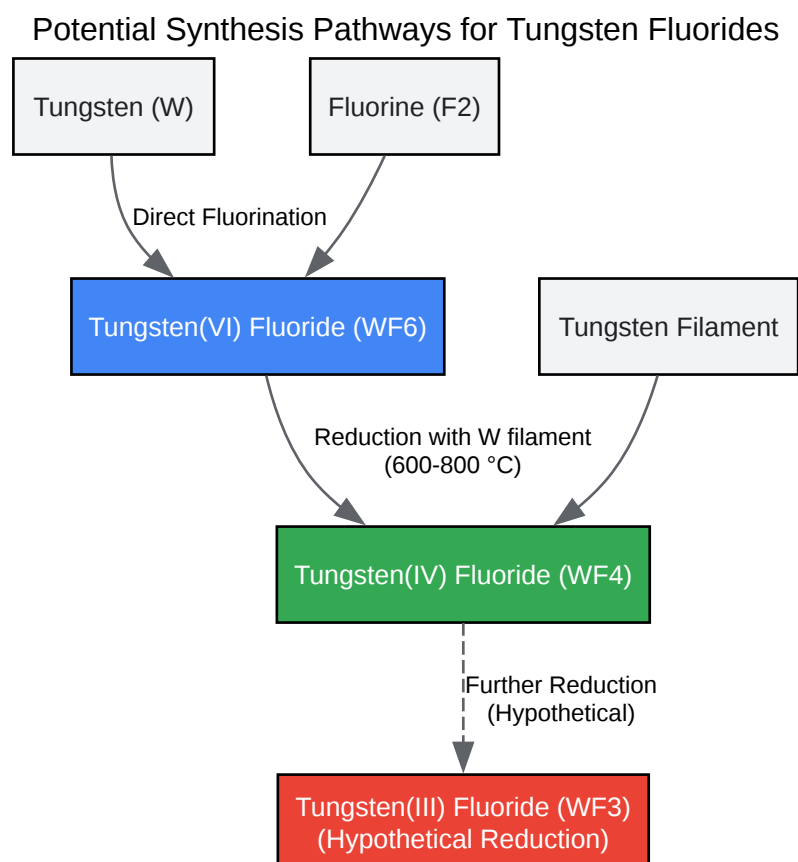 Potential Synthesis Pathways for Tungsten Fluorides
Tungsten (W)
Fluorine (F2)
Direct Fluorination
Tungsten(VI) Fluoride (WF6)
Tungsten Filament
Reduction with W filament
(600-800 °C)
Tungsten(IV) Fluoride (WF4)
Further Reduction
(Hypothetical)
Tungsten(III) Fluoride (WF3)
(Hypothetical Reduction)